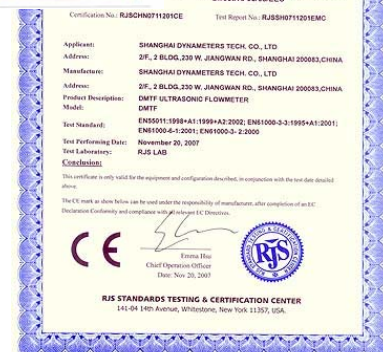 Certification No.: RJSCHN0711201CE Test Report No.: RJSSH0711201EMC
Applicant: SHANGHAI DYNAMETERS TECH. CO., LTD
Address: 2/F., 2 BLDG,330 W. JIANGWAN RD., SHANGHAI 200083,CHINA
Manufacture: SHANGHAI DYNAMETERS TECH. CO., LTD
Address: 2/F., 2 BLDG,330 W. JIANGWAN RD., SHANGHAI 200083,CHINA
Product Description: DMTF ULTRASONIC FLOWMETER
Model: DMTF
Test Standard: EN55011:1998+A1:1999+A2:2002; EN61000-3-3:1995+A1:2001;
EN61000-6-1:2001; EN61000-3- 2:2000
Test Performing Date: November 20, 2007
Test Laboratory: RJS LAB
Conclusion:
This certificate is only valid for the equipment and configuration described, in conjunction with the test date detailed
above.
The CE mark as show below can be used under the responsibility of manufacturer, after completion of an EC
Declaration Conformity and compliance with all relevant EC Directives.
CE
Emma Hsu
Chief Operation Officer
Date: Nov 20, 2007
RJS
TESTING & CERTIFICATION
RJS STANDARDS TESTING & CERTIFICATION CENTER
141-04 14th Avenue, Whitestone, New York 11357, USA.